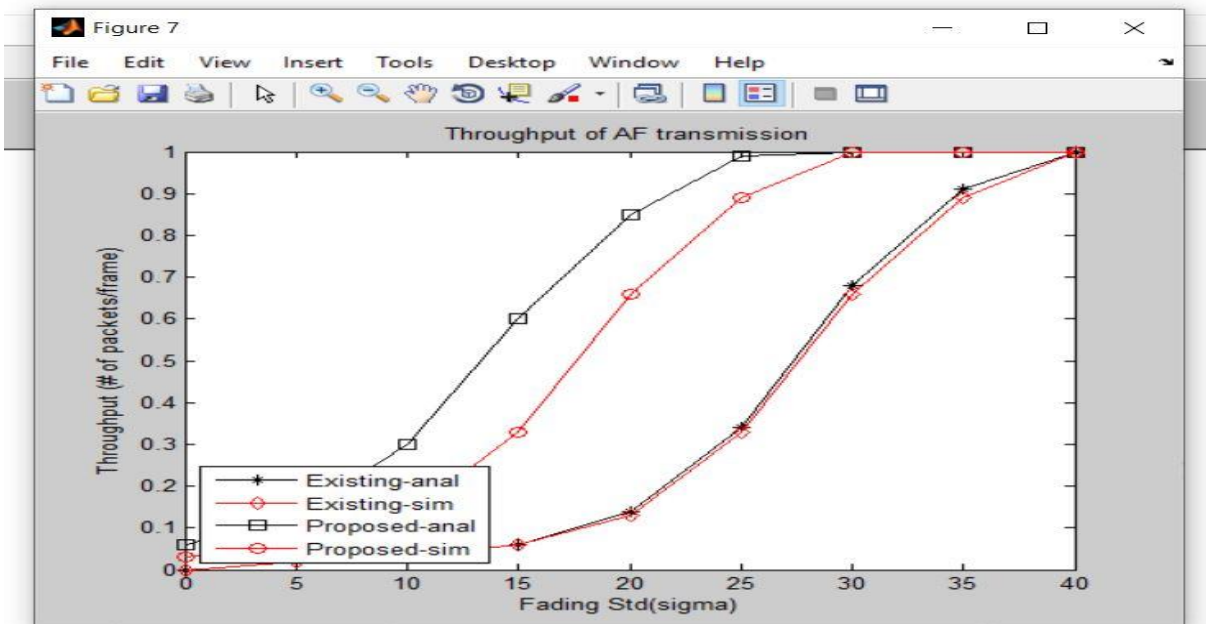 Figure 7
File Edit View Insert Tools Desktop Window Help
Throughput of AF transmission
1
0.9
0.8
0.7
0.6
0.5
0.4
0.3
0.2
0.1
0
Throughput (# of packets/frame)
Existing-anal
Existing-sim
Proposed-anal
Proposed-sim
0 5 10 15 20 25 30 35 40
Fading Std(sigma)